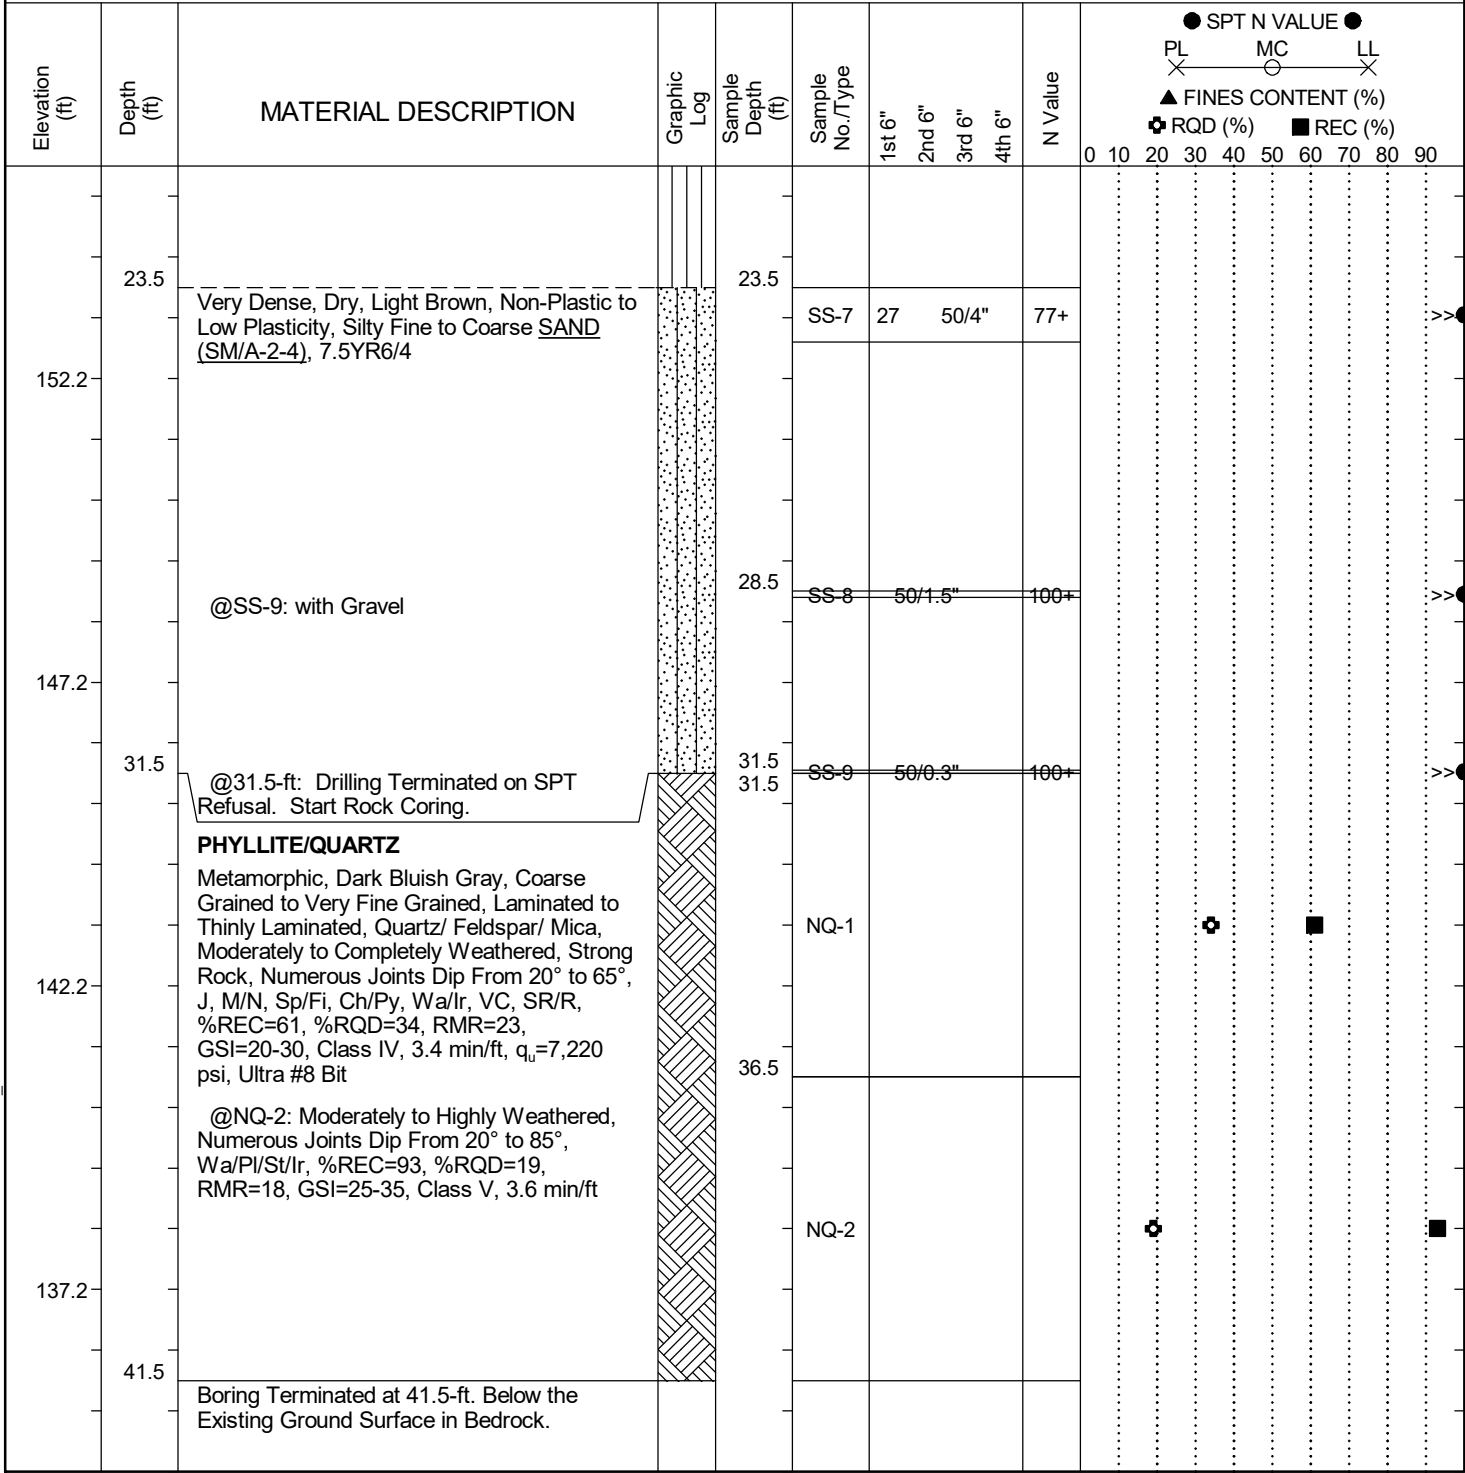 Elevation (ft)
Depth (ft)
MATERIAL DESCRIPTION
Graphic Log
Sample Depth (ft)
Sample No./Type
1st 6"
2nd 6"
3rd 6"
4th 6"
N Value
SPT N VALUE
PL MC LL
FINES CONTENT (%)
RQD (%) REC (%)
0 10 20 30 40 50 60 70 80 90
23.5 23.5
Very Dense, Dry, Light Brown, Non-Plastic to
Low Plasticity, Silty Fine to Coarse SAND
(SM/A-2-4), 7.5YR6/4
SS-7 27 50/4" 77+ >>
152.2
28.5
SS-8 50/1.5" 100+ >>
@SS-9: with Gravel
147.2
31.5 31.5
SS-9 50/0.3" 100+ >>
31.5
@31.5-ft: Drilling Terminated on SPT
Refusal. Start Rock Coring.
PHYLLITE/QUARTZ
Metamorphic, Dark Bluish Gray, Coarse
Grained to Very Fine Grained, Laminated to
Thinly Laminated, Quartz/ Feldspar/ Mica,
Moderately to Completely Weathered, Strong
Rock, Numerous Joints Dip From 20° to 65°,
J, M/N, Sp/Fi, Ch/Py, Wa/Ir, VC, SR/R,
%REC=61, %RQD=34, RMR=23,
GSI=20-30, Class IV, 3.4 min/ft, qu=7,220
psi, Ultra #8 Bit
NQ-1
142.2
36.5
@NQ-2: Moderately to Highly Weathered,
Numerous Joints Dip From 20° to 85°,
Wa/Pl/St/Ir, %REC=93, %RQD=19,
RMR=18, GSI=25-35, Class V, 3.6 min/ft
NQ-2
137.2
41.5
Boring Terminated at 41.5-ft. Below the
Existing Ground Surface in Bedrock.